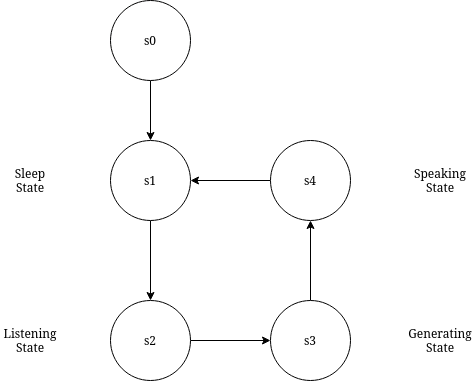 s0
Sleep
State
s1
s4
Speaking
State
Listening
State
s2
s3
Generating
State